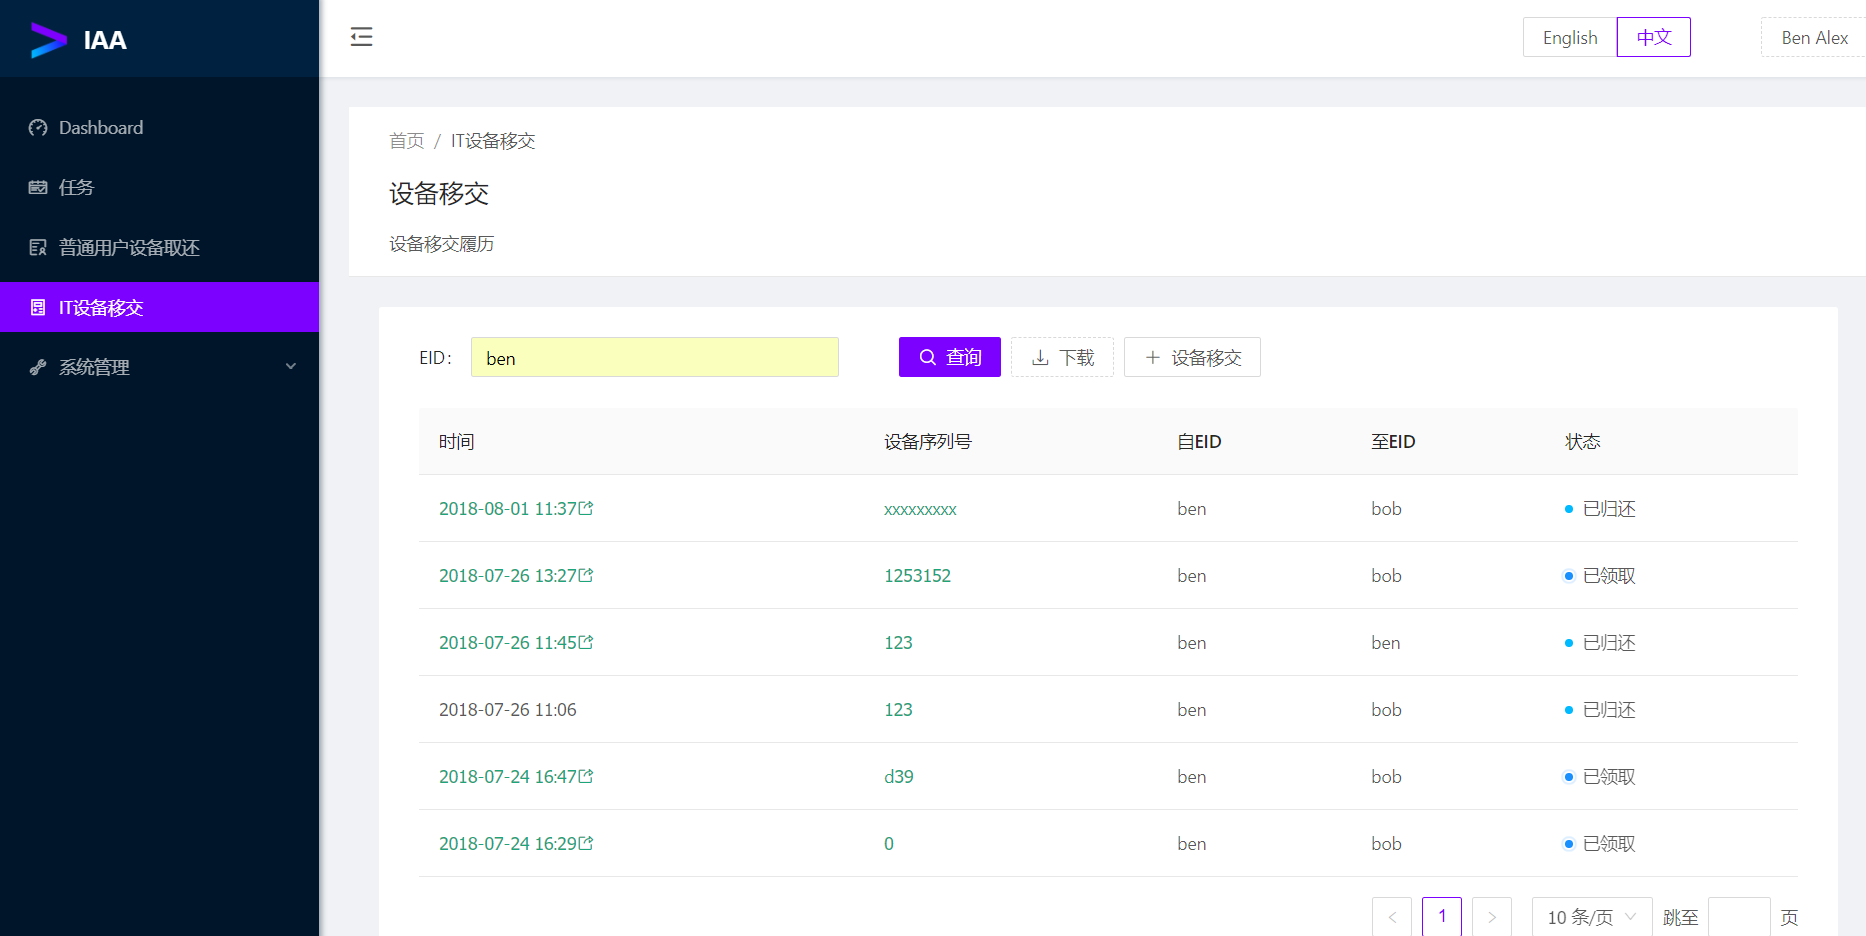 IAA
English 中文 Ben Alex
Dashboard
任务
普通用户设备取还
IT设备移交
系统管理
首页 / IT设备移交
设备移交
设备移交履历
EID: ben 查询 下载 设备移交
时间 设备序列号 自EID 至EID 状态
2018-08-01 11:37 xxxxxxxxx ben bob 已归还
2018-07-26 13:27 1253152 ben bob 已领取
2018-07-26 11:45 123 ben ben 已归还
2018-07-26 11:06 123 ben bob 已归还
2018-07-24 16:47 d39 ben bob 已领取
2018-07-24 16:29 0 ben bob 已领取
< 1 > 10 条/页 跳至 页